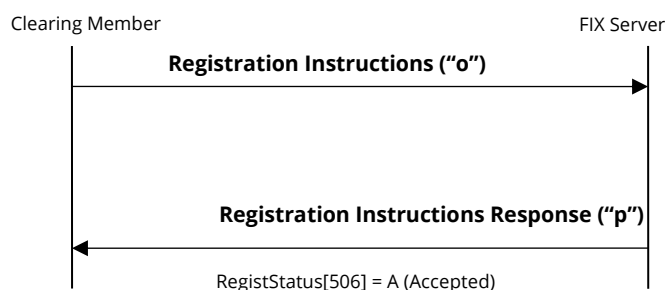 Clearing Member
FIX Server
Registration Instructions (“o”)
Registration Instructions Response (“p”)
RegistStatus[506] = A (Accepted)